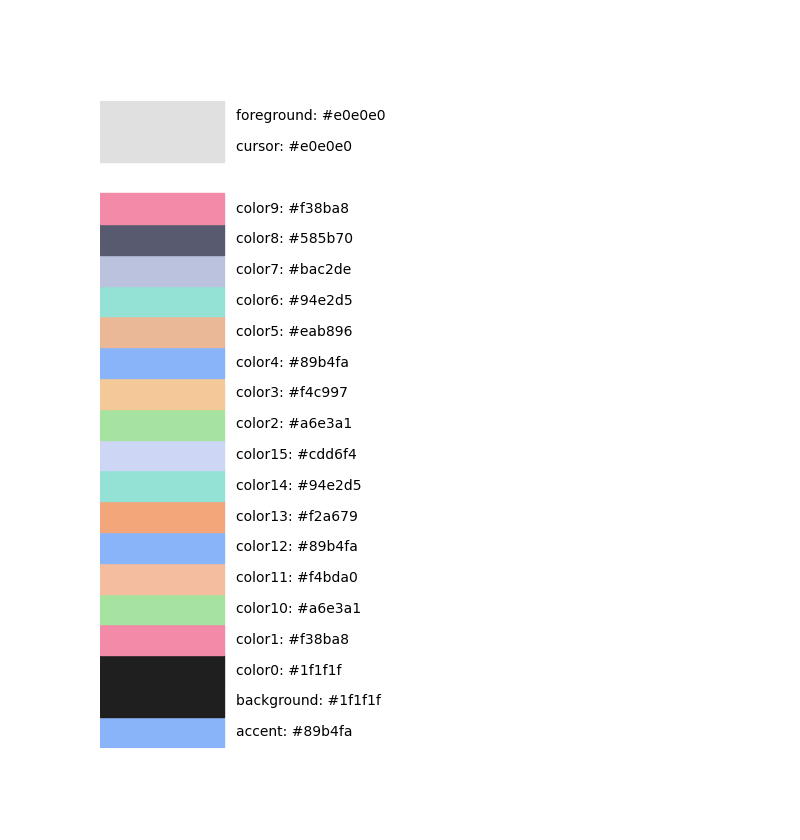 foreground: #e0e0e0
cursor: #e0e0e0
color9: #f38ba8
color8: #585b70
color7: #bac2de
color6: #94e2d5
color5: #eab896
color4: #89b4fa
color3: #f4c997
color2: #a6e3a1
color15: #cdd6f4
color14: #94e2d5
color13: #f2a679
color12: #89b4fa
color11: #f4bda0
color10: #a6e3a1
color1: #f38ba8
color0: #1f1f1f
background: #1f1f1f
accent: #89b4fa